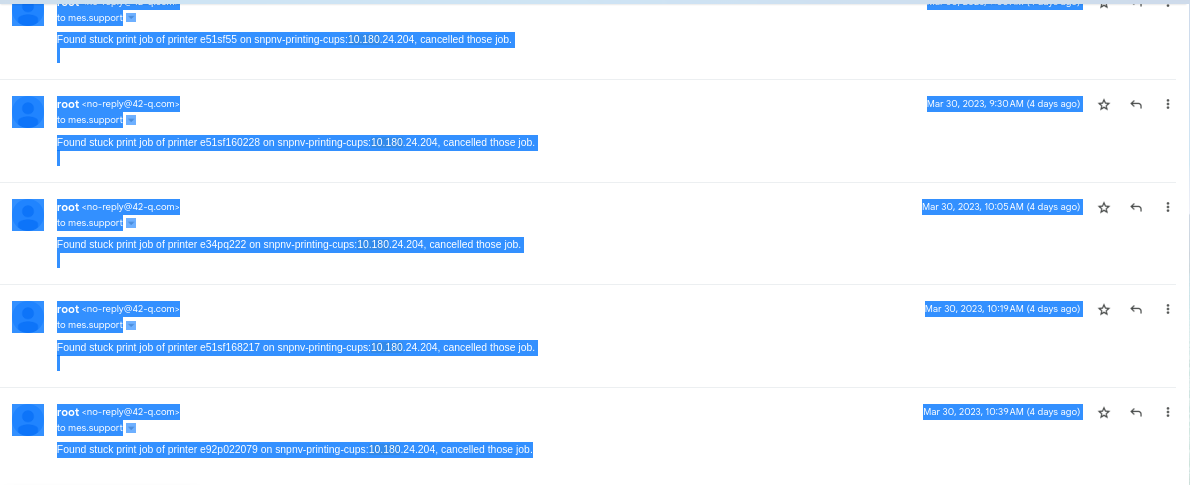 to mes.support
Found stuck print job of printer e51sf55 on snpnv-printing-cups:10.180.24.204, cancelled those job.
root <no-reply@42-q.com> Mar 30, 2023, 9:30 AM (4 days ago)
to mes.support
Found stuck print job of printer e51sf160228 on snpnv-printing-cups:10.180.24.204, cancelled those job.
root <no-reply@42-q.com> Mar 30, 2023, 10:05 AM (4 days ago)
to mes.support
Found stuck print job of printer e34pq222 on snpnv-printing-cups:10.180.24.204, cancelled those job.
root <no-reply@42-q.com> Mar 30, 2023, 10:19 AM (4 days ago)
to mes.support
Found stuck print job of printer e51sf168217 on snpnv-printing-cups:10.180.24.204, cancelled those job.
root <no-reply@42-q.com> Mar 30, 2023, 10:39 AM (4 days ago)
to mes.support
Found stuck print job of printer e92p022079 on snpnv-printing-cups:10.180.24.204, cancelled those job.